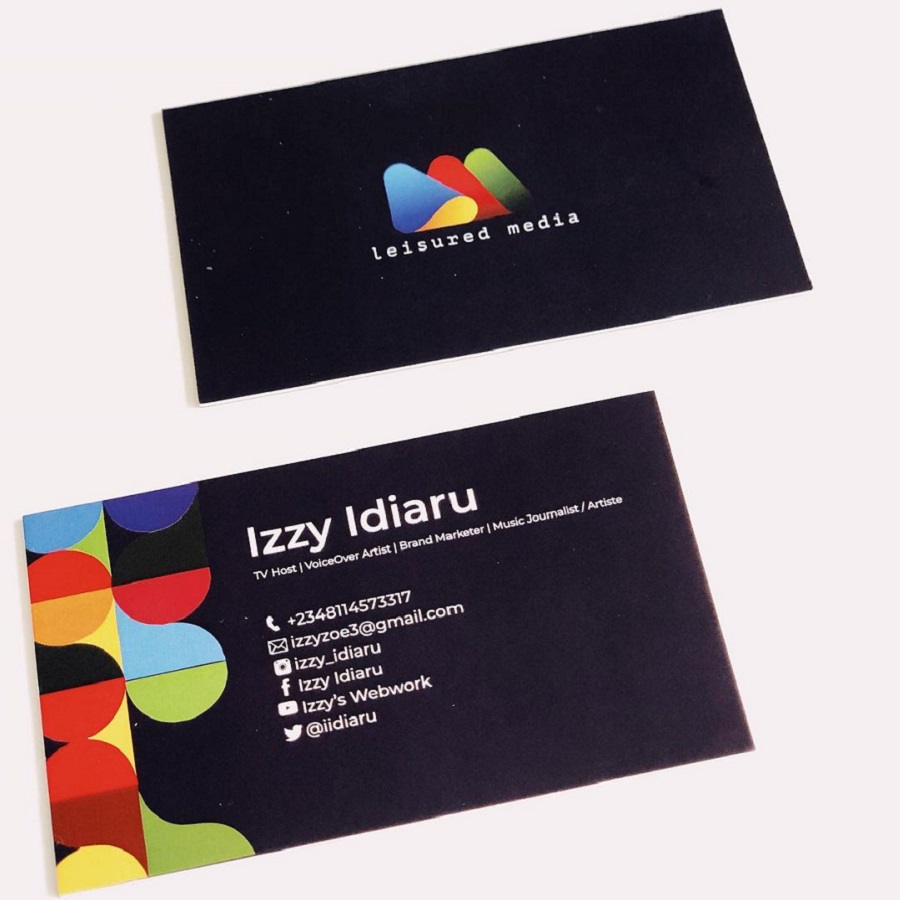 leisured media
Izzy Idiaru
TV Host | VoiceOver Artist | Brand Marketer | Music Journalist / Artiste
+2348114573317
izzyzoe3@gmail.com
izzy_idiaru
Izzy Idiaru
Izzy's Webwork
@iidiaru